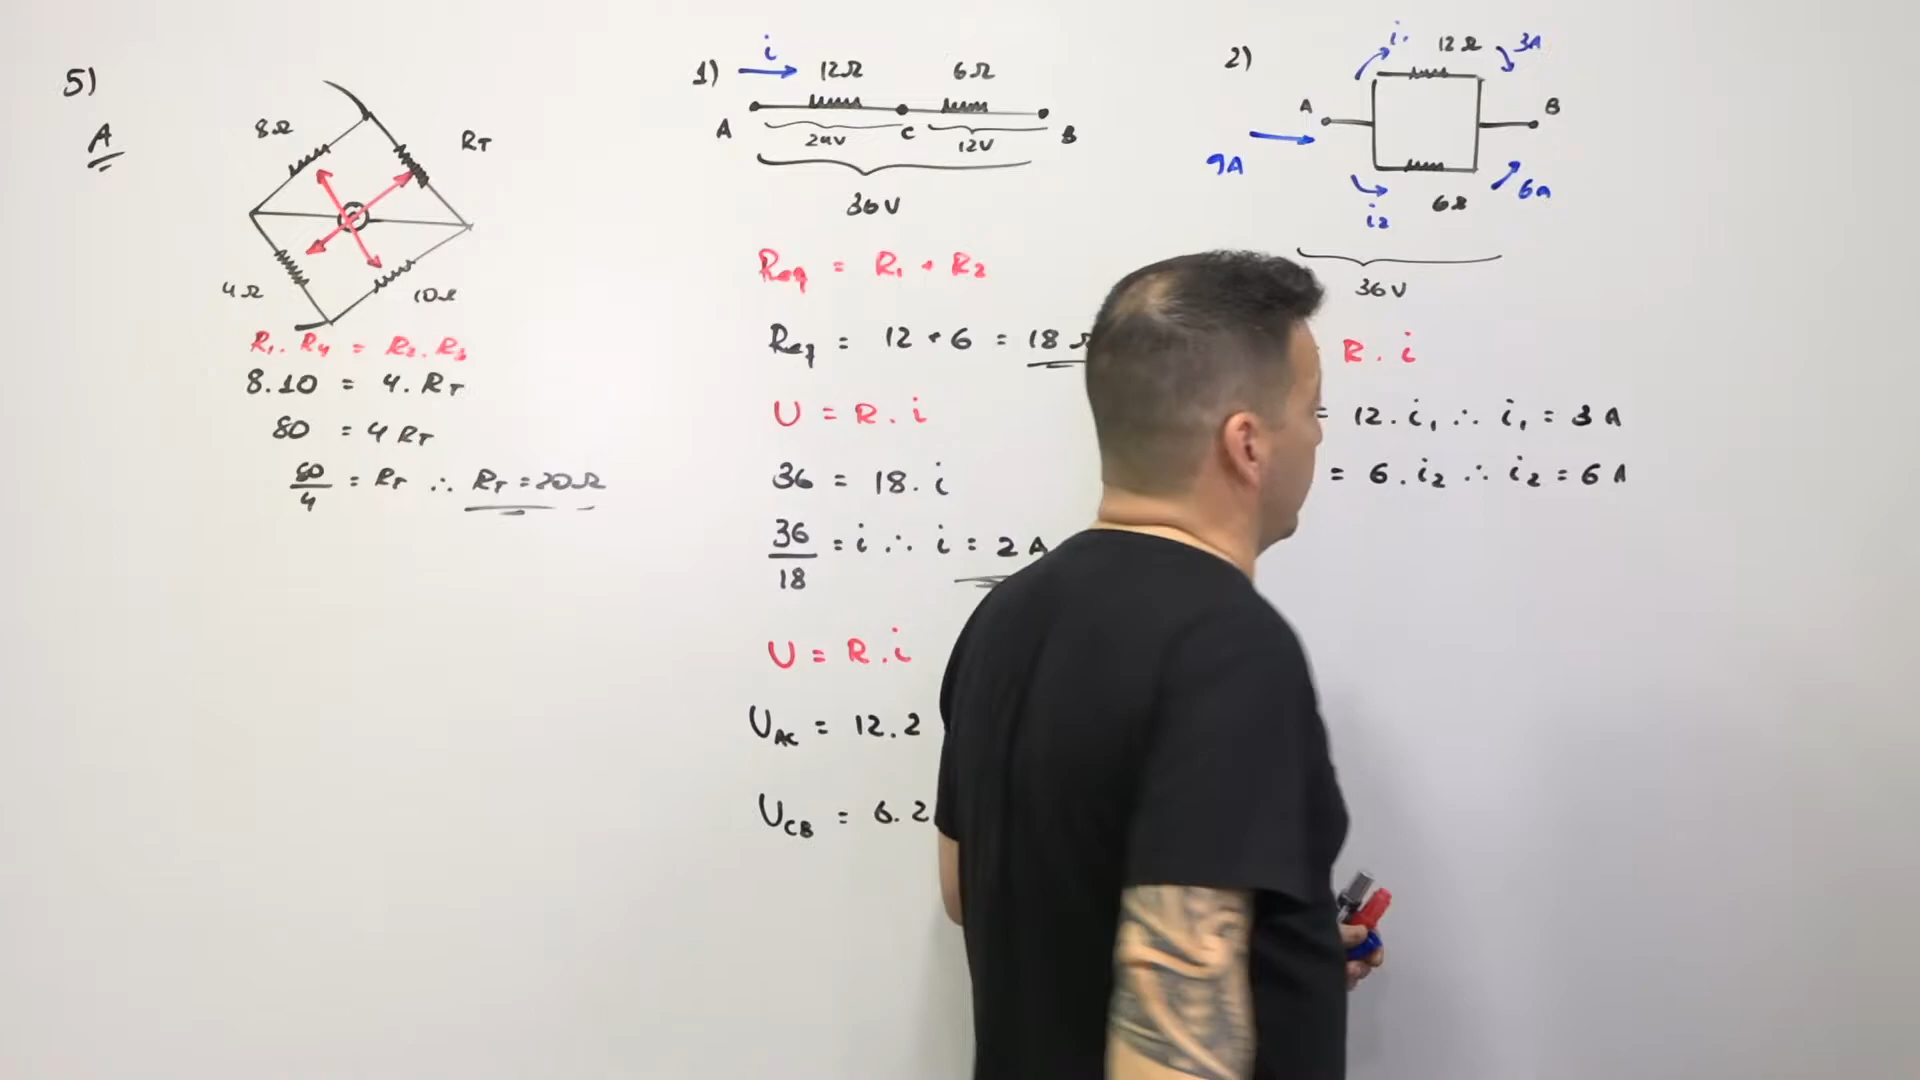 5)
A
8Ω
RT
4Ω
10Ω
R1 . R4 = R2 . R3
8.10 = 4. RT
80 = 4 RT
80/4 = RT ∴ RT = 20Ω
1)
i
12Ω
6Ω
A
C
B
24V
12V
36V
Req = R1 + R2
Req = 12 + 6 = 18 Ω
U = R . i
36 = 18. i
36/18 = i ∴ i = 2 A
U = R . i
UAC = 12.2
UCB = 6.2
2)
i1
12Ω
3A
A
B
9A
i2
6Ω
6A
36V
R . i
= 12. i1 ∴ i1 = 3 A
= 6. i2 ∴ i2 = 6 A